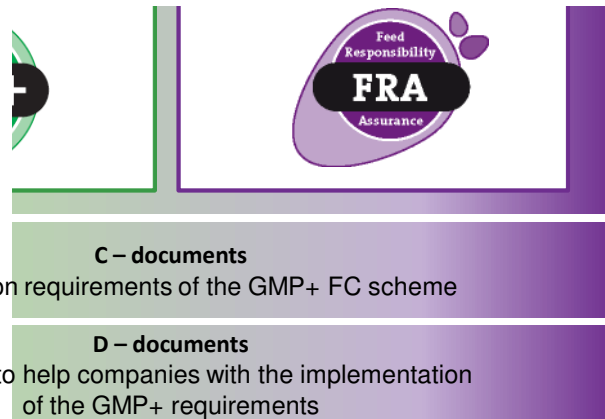 Feed
Responsibility
FRA
Assurance
C – documents
requirements of the GMP+ FC scheme
D – documents
to help companies with the implementation
of the GMP+ requirements